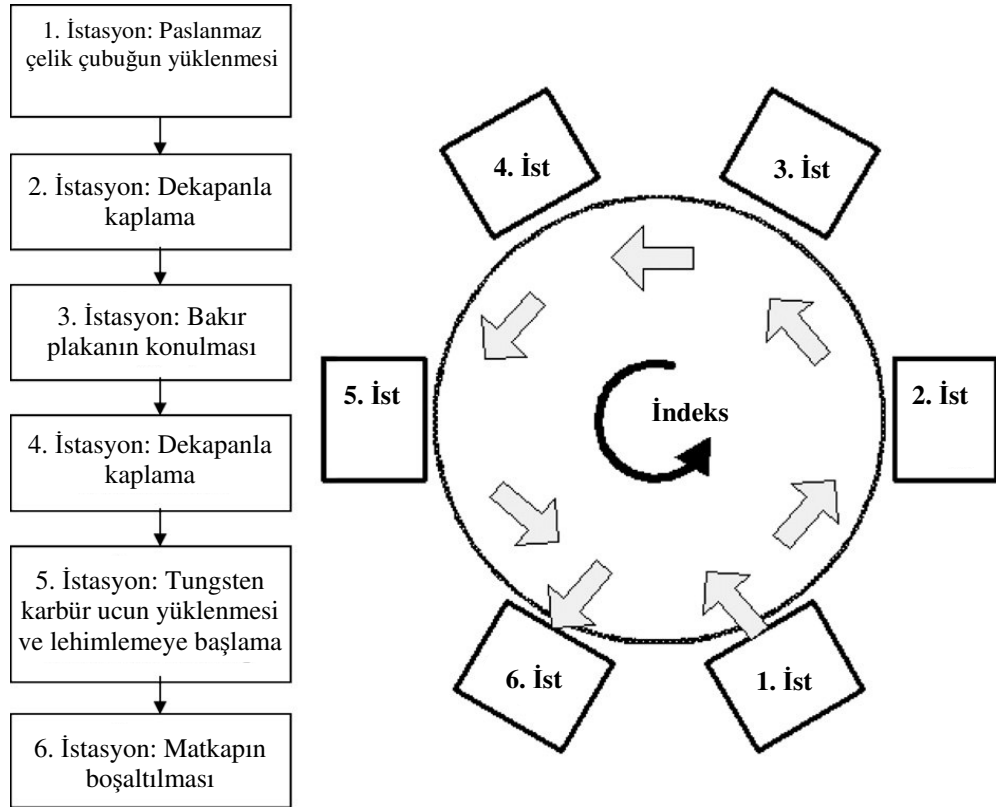 1. İstasyon: Paslanmaz
çelik çubuğun yüklenmesi
2. İstasyon: Dekapanla
kaplama
3. İstasyon: Bakır
plakanın konulması
4. İstasyon: Dekapanla
kaplama
5. İstasyon: Tungsten
karbür ucun yüklenmesi
ve lehimlemeye başlama
6. İstasyon: Matkapın
boşaltılması
4. İst
3. İst
5. İst
İndeks
2. İst
6. İst
1. İst